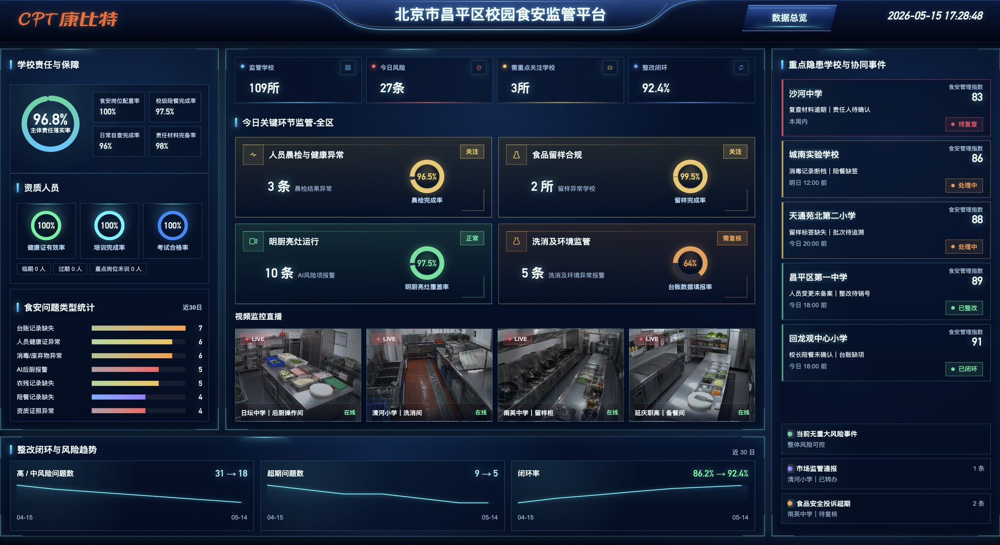 CPT 康比特
北京市昌平区校园食安监管平台
数据总览
2026-05-15 17:28:48
学校责任与保障
96.8%
主体责任落实率
食安岗位配置率
100%
校级陪餐完成率
97.5%
日常自查完成率
96%
责任材料完备率
98%
资质人员
100%
健康证有效率
100%
培训完成率
100%
考试合格率
临期 0 人
过期 0 人
重点岗位未训 0 人
食安问题类型统计
近30日
台账记录缺失 7
人员健康证异常 6
消毒/废弃物异常 6
AI后厨报警 5
农残记录缺失 5
陪餐记录缺失 4
资质证照异常 4
监管学校
109所
今日风险
27条
需重点关注学校
3所
整改闭环
92.4%
今日关键环节监管-全区
人员晨检与健康异常
关注
3 条 晨检结果异常
96.5%
晨检完成率
食品留样合规
关注
2 所 留样异常学校
99.5%
留样完成率
明厨亮灶运行
正常
10 条 AI风险项报警
97.5%
明厨亮灶覆盖率
洗消及环境监管
需复核
5 条 洗消及环境异常报警
64%
台账数据填报率
视频监控直播
LIVE
日坛中学 | 后厨操作间
在线
LIVE
清河小学 | 洗消间
在线
LIVE
南英中学 | 留样柜
在线
LIVE
延庆职高 | 备餐间
在线
整改闭环与风险趋势
近 30 日
高 / 中风险问题数
31 → 18
04-15
05-14
超期问题数
9 → 5
04-15
05-14
闭环率
86.2% → 92.4%
04-15
05-14
重点隐患学校与协同事件
沙河中学
食安管理指数
83
复查材料逾期 | 责任人待确认
本周内
待复查
城南实验学校
食安管理指数
86
消毒记录断档 | 陪餐缺签
明日 12:00 前
处理中
天通苑北第二小学
食安管理指数
88
留样标签缺失 | 批次待追溯
今日 20:00 前
处理中
昌平区第一中学
食安管理指数
89
人员变更未备案 | 整改待销号
今日 18:00 前
已整改
回龙观中心小学
食安管理指数
91
校长陪餐未确认 | 台账缺项
今日 18:00 前
已闭环
当前无重大风险事件
整体风险可控
市场监管通报
1 条
清河小学 | 已转办
食品安全投诉超期
2 条
南英中学 | 待复核